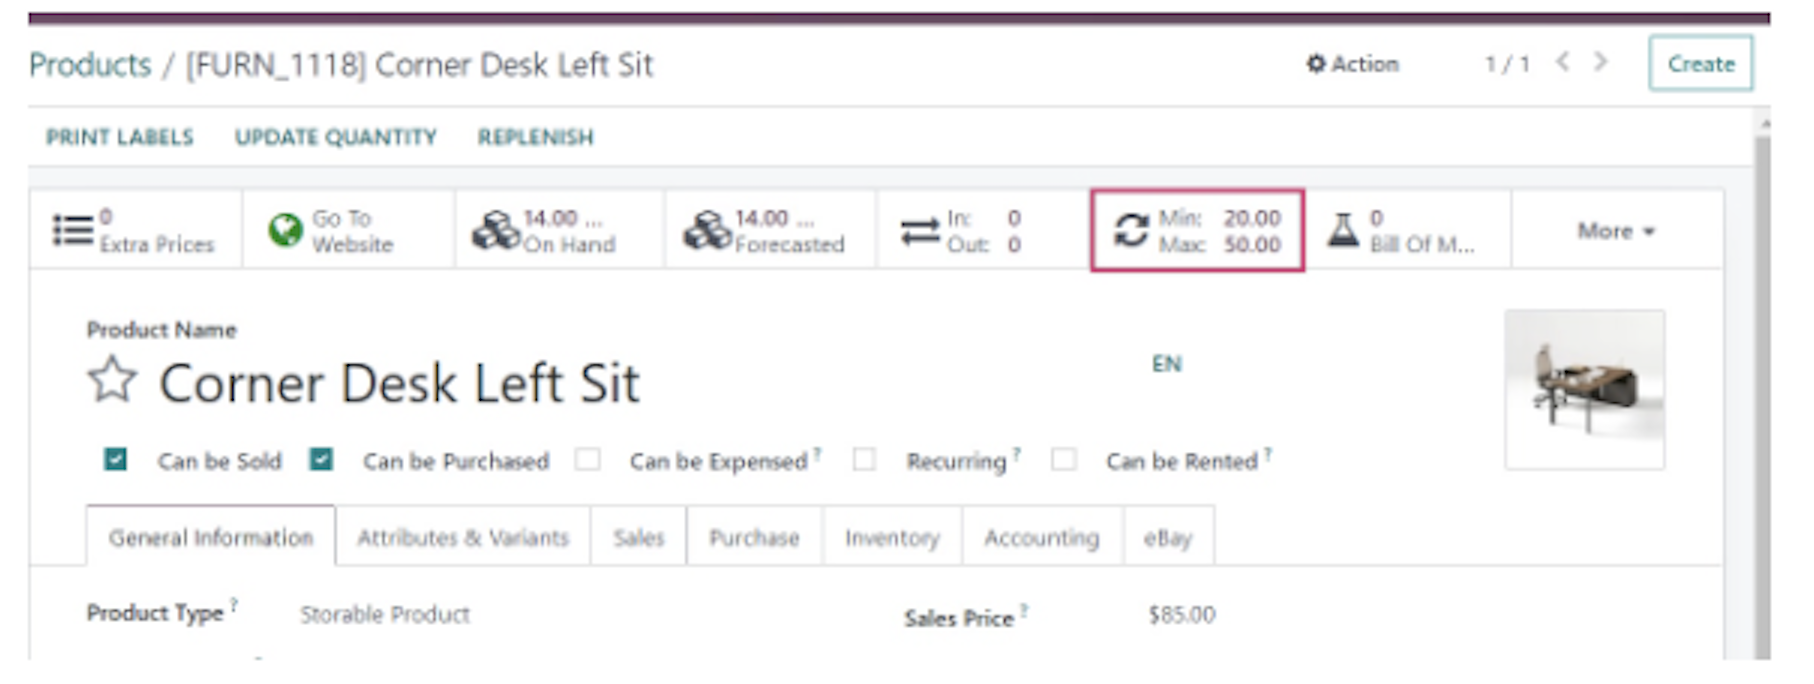 Products / [FURN_1118] Corner Desk Left Sit
Action
1 / 1
Create
PRINT LABELS UPDATE QUANTITY REPLENISH
0
Extra Prices
Go To
Website
14.00 ...
On Hand
14.00 ...
Forecasted
In: 0
Out: 0
Min: 20.00
Max: 50.00
0
Bill Of M...
More
Product Name
Corner Desk Left Sit
EN
Can be Sold Can be Purchased Can be Expensed ? Recurring ? Can be Rented ?
General Information Attributes & Variants Sales Purchase Inventory Accounting eBay
Product Type ? Storable Product
Sales Price ? $85.00